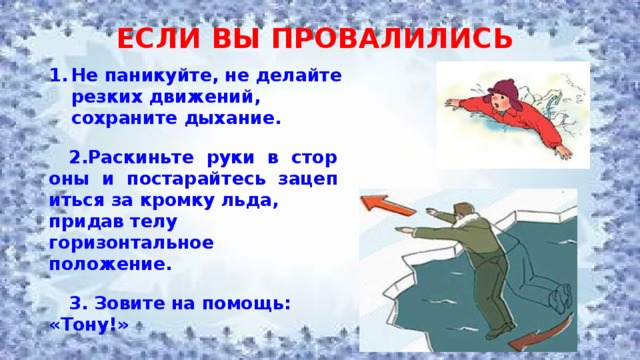 ЕСЛИ ВЫ ПРОВАЛИЛИСЬ
1. Не паникуйте, не делайте
резких движений,
сохраните дыхание.
2.Раскиньте руки в стор
оны и постарайтесь зацеп
иться за кромку льда,
придав телу
горизонтальное
положение.
3. Зовите на помощь:
«Тону!»